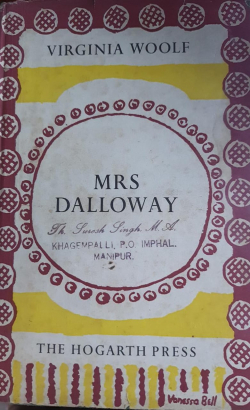 VIRGINIA WOOLF
MRS
DALLOWAY
Th. Suresh Singh M.A.
KHAGEMPALLI, P.O. IMPHAL.
MANIPUR.
THE HOGARTH PRESS
Vanessa Bell